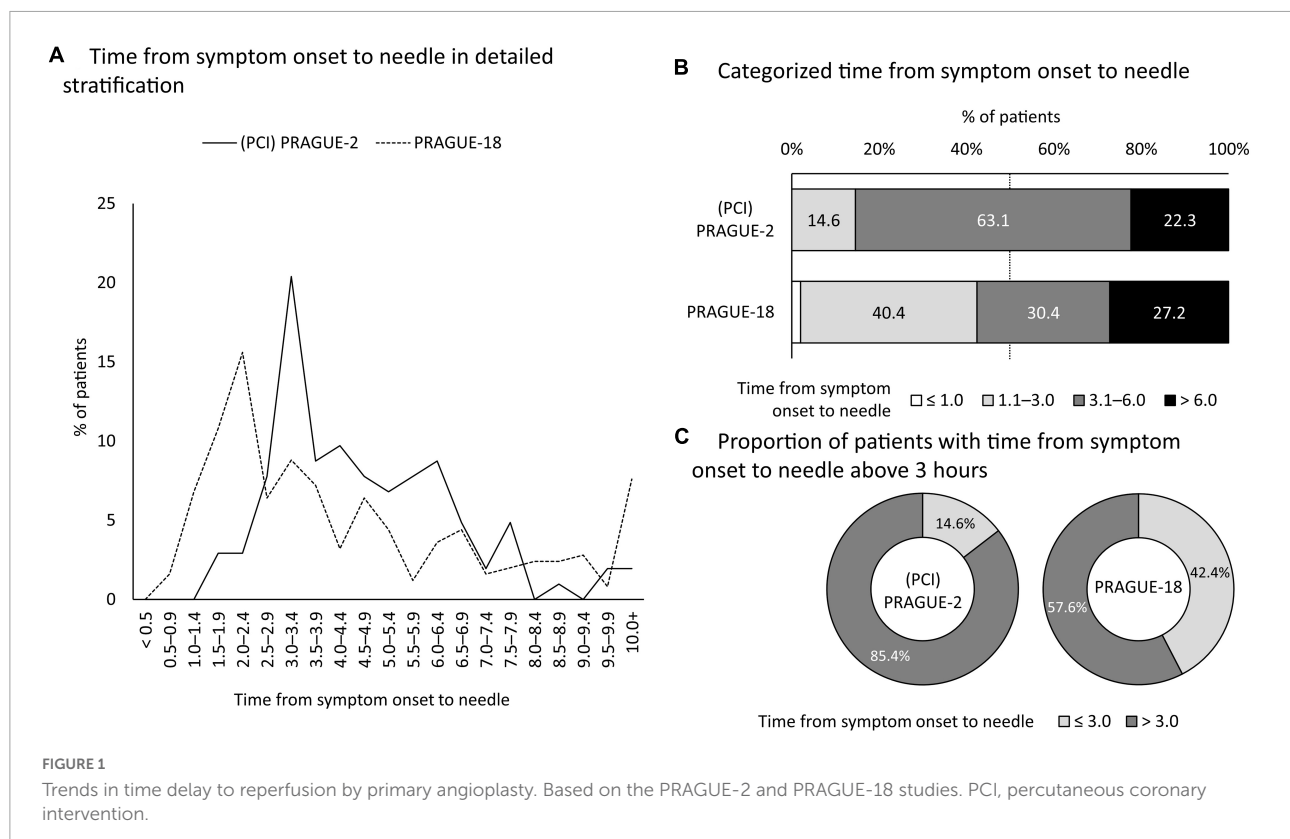 A Time from symptom onset to needle in detailed
stratification
(PCI) PRAGUE-2 PRAGUE-18
25
20
15
10
5
0
% of patients
< 0.5
0.5–0.9
1.0–1.4
1.5–1.9
2.0–2.4
2.5–2.9
3.0–3.4
3.5–3.9
4.0–4.4
4.5–4.9
5.0–5.4
5.5–5.9
6.0–6.4
6.5–6.9
7.0–7.4
7.5–7.9
8.0–8.4
8.5–8.9
9.0–9.4
9.5–9.9
10.0+
Time from symptom onset to needle
B Categorized time from symptom onset to needle
% of patients
0% 20% 40% 60% 80% 100%
(PCI)
PRAGUE-2
14.6 63.1 22.3
PRAGUE-18
40.4 30.4 27.2
Time from symptom
onset to needle
≤ 1.0 1.1–3.0 3.1–6.0 > 6.0
C Proportion of patients with time from symptom
onset to needle above 3 hours
14.6%
(PCI)
PRAGUE-2
85.4%
42.4%
PRAGUE-18
57.6%
Time from symptom onset to needle ≤ 3.0 > 3.0
FIGURE 1
Trends in time delay to reperfusion by primary angioplasty. Based on the PRAGUE-2 and PRAGUE-18 studies. PCI, percutaneous coronary
intervention.